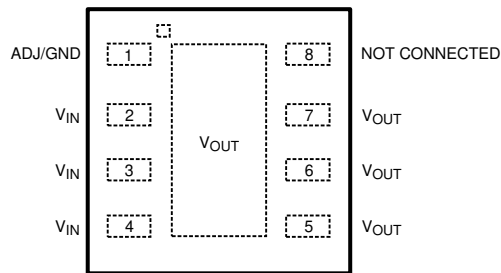 ADJ/GND 1 8 NOT CONNECTED
VIN 2 7 VOUT
VOUT
VIN 3 6 VOUT
VIN 4 5 VOUT